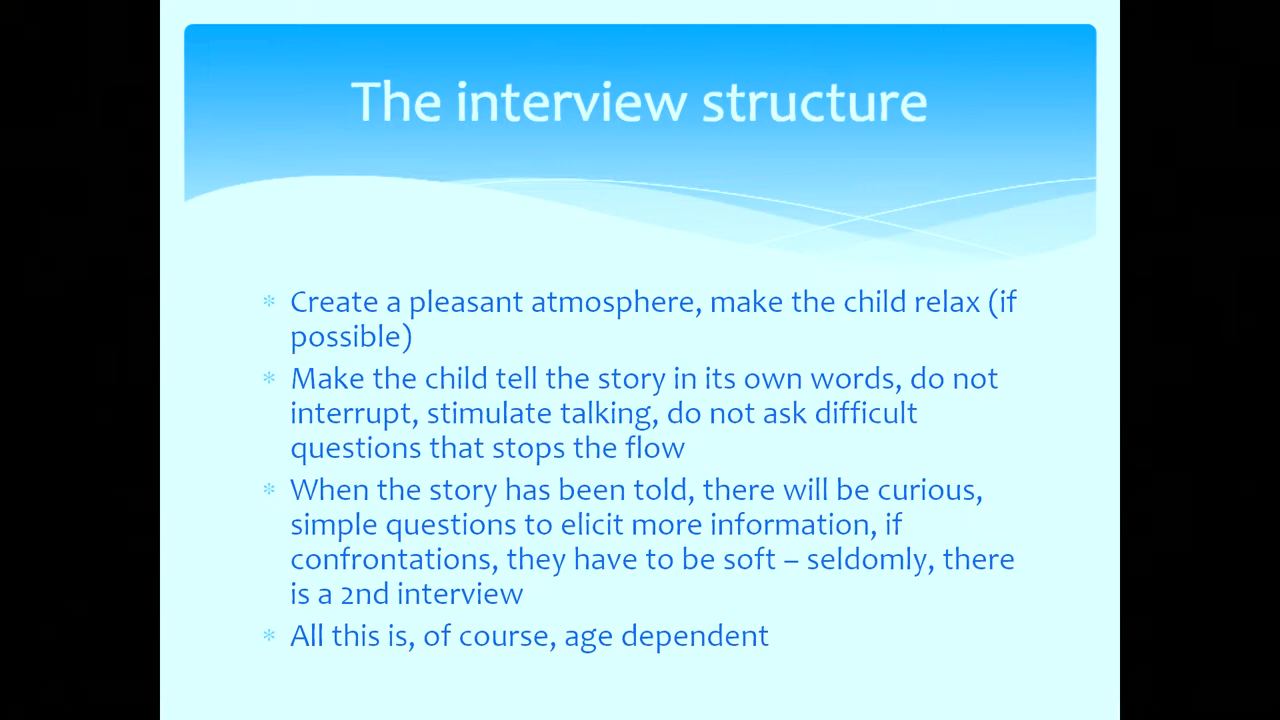 The interview structure
* Create a pleasant atmosphere, make the child relax (if
possible)
* Make the child tell the story in its own words, do not
interrupt, stimulate talking, do not ask difficult
questions that stops the flow
* When the story has been told, there will be curious,
simple questions to elicit more information, if
confrontations, they have to be soft – seldomly, there
is a 2nd interview
* All this is, of course, age dependent